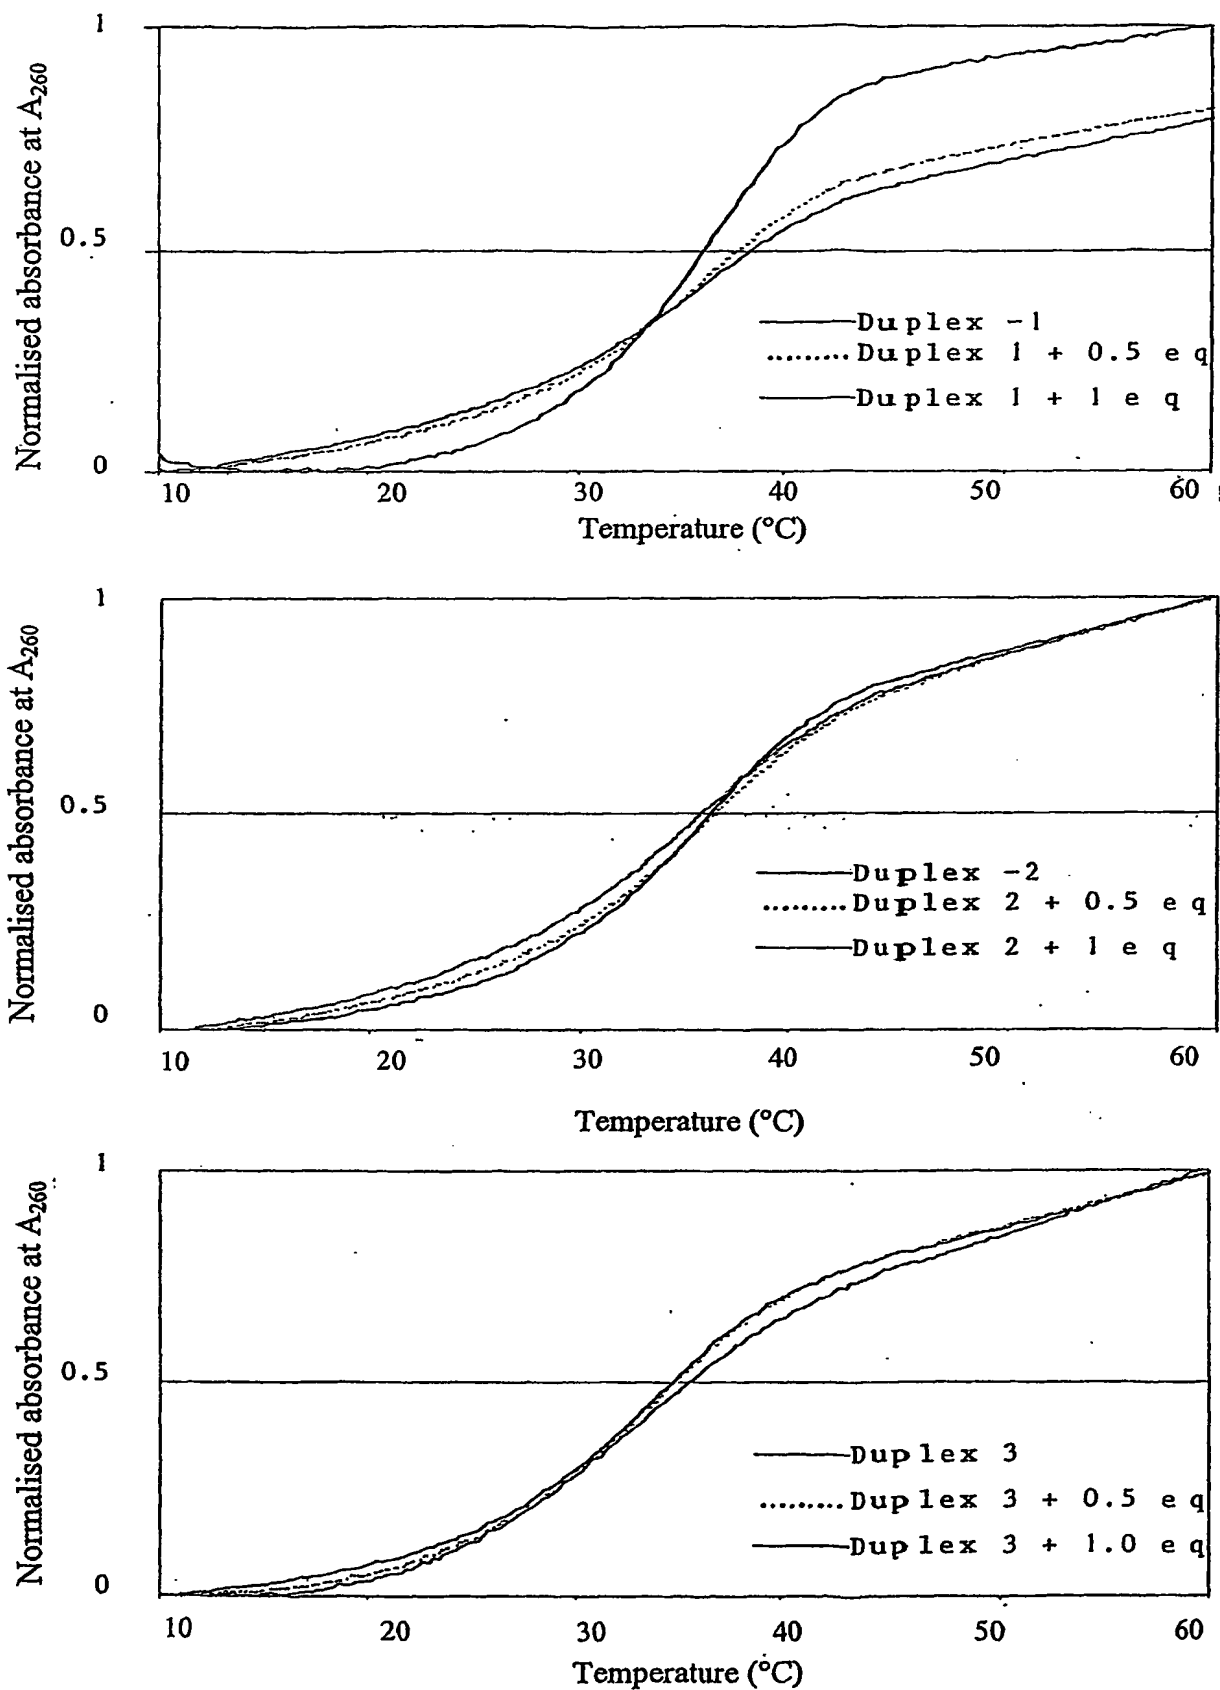 Normalised absorbance at A260
1
0.5
0
Duplex -1
Duplex 1 + 0.5 eq
Duplex 1 + 1 eq
10 20 30 40 50 60
Temperature (°C)
Normalised absorbance at A260
1
0.5
0
Duplex -2
Duplex 2 + 0.5 eq
Duplex 2 + 1 eq
10 20 30 40 50 60
Temperature (°C)
Normalised absorbance at A260
1
0.5
0
Duplex 3
Duplex 3 + 0.5 eq
Duplex 3 + 1.0 eq
10 20 30 40 50 60
Temperature (°C)